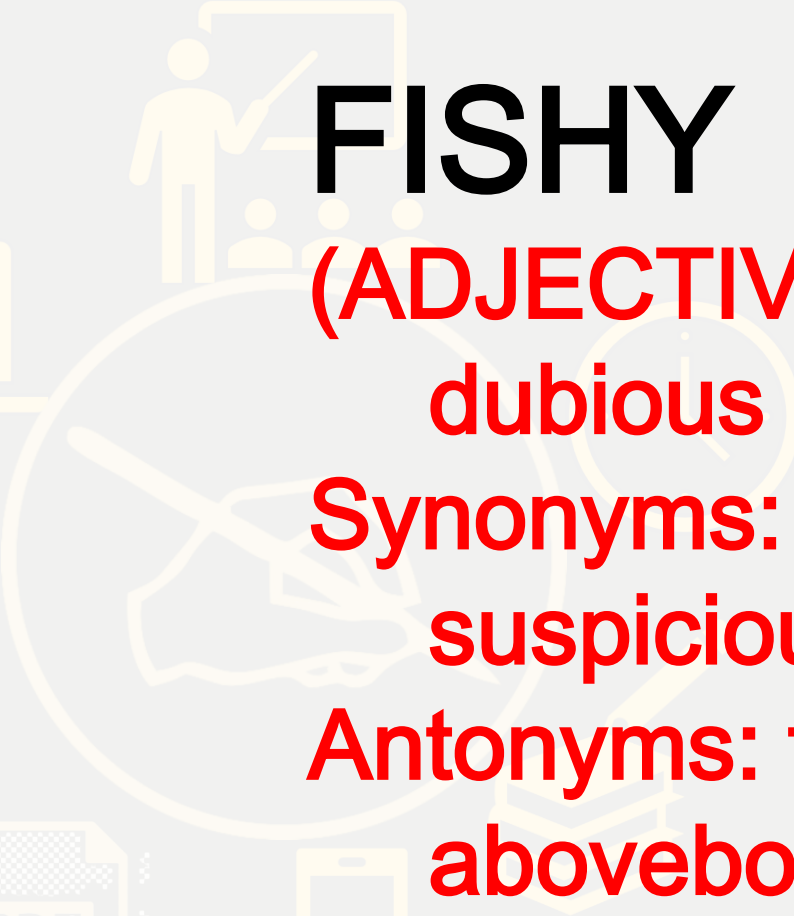 FISHY
(ADJECTIV
dubious
Synonyms:
suspiciou
Antonyms:
abovebo